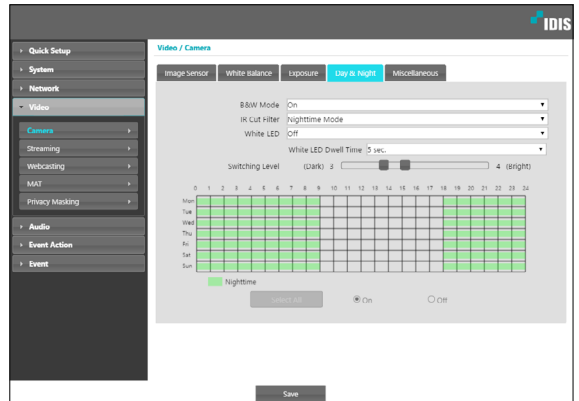 IDIS
Quick Setup
System
Network
Video
Camera
Streaming
Webcasting
MAT
Privacy Masking
Audio
Event Action
Event
Video / Camera
Image Sensor White Balance Exposure Day & Night Miscellaneous
B&W Mode On
IR Cut Filter Nighttime Mode
White LED Off
White LED Dwell Time 5 sec.
Switching Level (Dark) 3 4 (Bright)
0 1 2 3 4 5 6 7 8 9 10 11 12 13 14 15 16 17 18 19 20 21 22 23 24
Mon
Tue
Wed
Thu
Fri
Sat
Sun
Nighttime
Select All On Off
Save